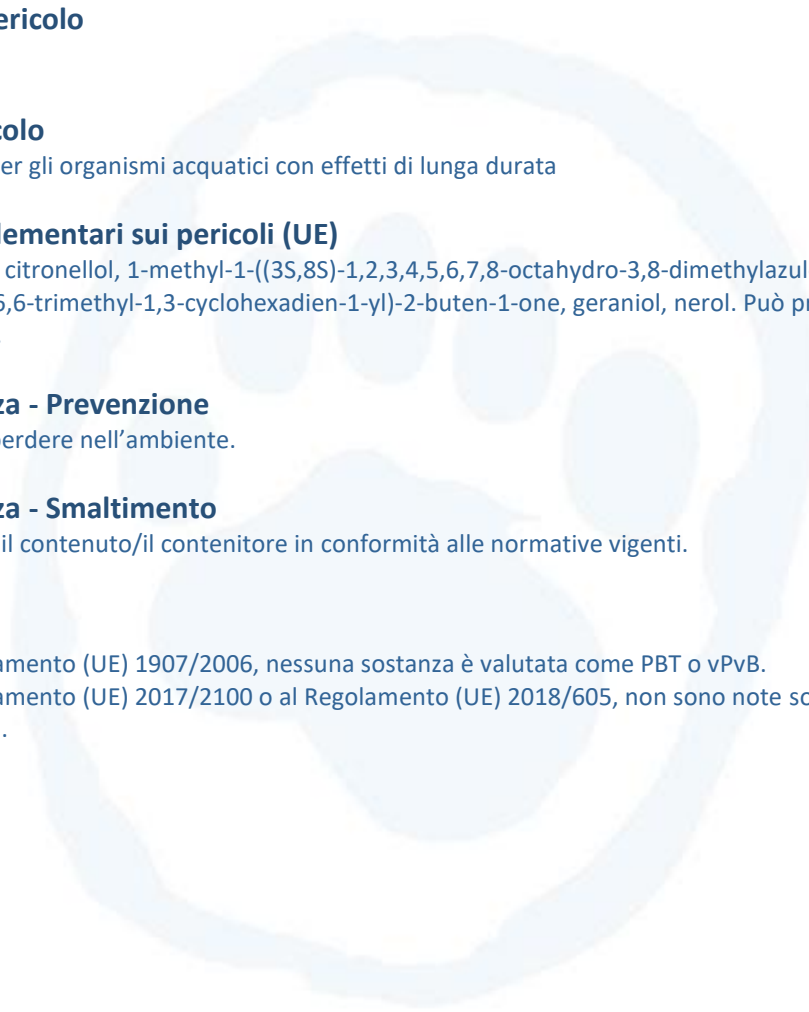 ericolo
colo
er gli organismi acquatici con effetti di lunga durata
lementari sui pericoli (UE)
citronellol, 1-methyl-1-((3S,8S)-1,2,3,4,5,6,7,8-octahydro-3,8-dimethylazul
6,6-trimethyl-1,3-cyclohexadien-1-yl)-2-buten-1-one, geraniol, nerol. Può pr
.
za - Prevenzione
perdere nell’ambiente.
za - Smaltimento
il contenuto/il contenitore in conformità alle normative vigenti.
amento (UE) 1907/2006, nessuna sostanza è valutata come PBT o vPvB.
amento (UE) 2017/2100 o al Regolamento (UE) 2018/605, non sono note so
.